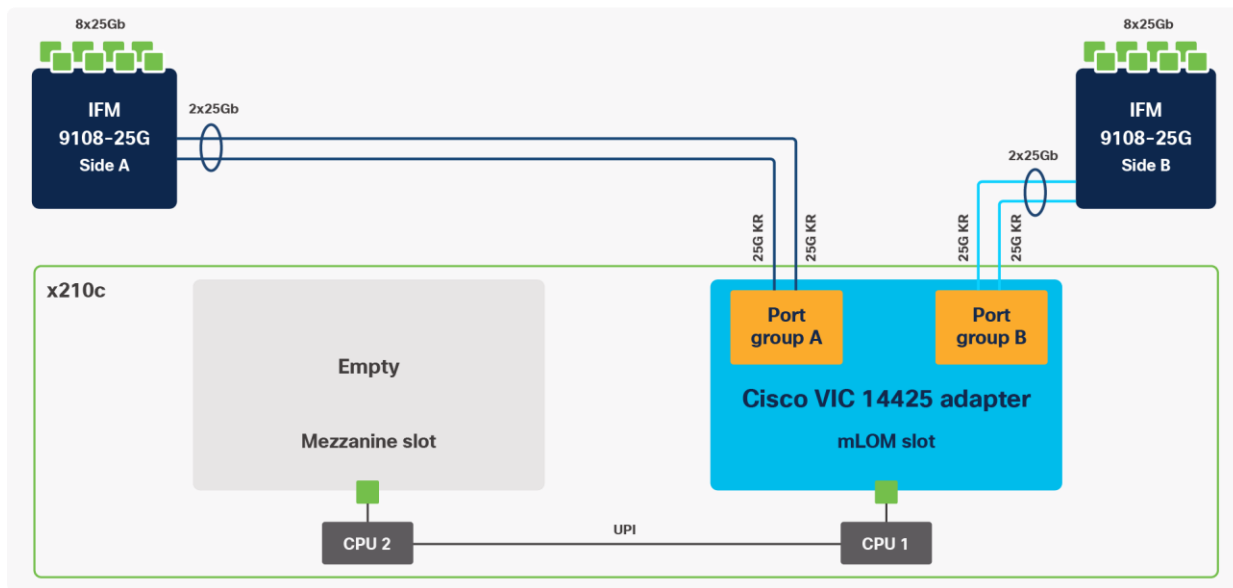 8x25Gb
IFM
9108-25G
Side A
2x25Gb
8x25Gb
IFM
9108-25G
Side B
2x25Gb
25G KR
25G KR
25G KR
25G KR
x210c
Empty
Mezzanine slot
Port
group A
Port
group B
Cisco VIC 14425 adapter
mLOM slot
CPU 2
UPI
CPU 1